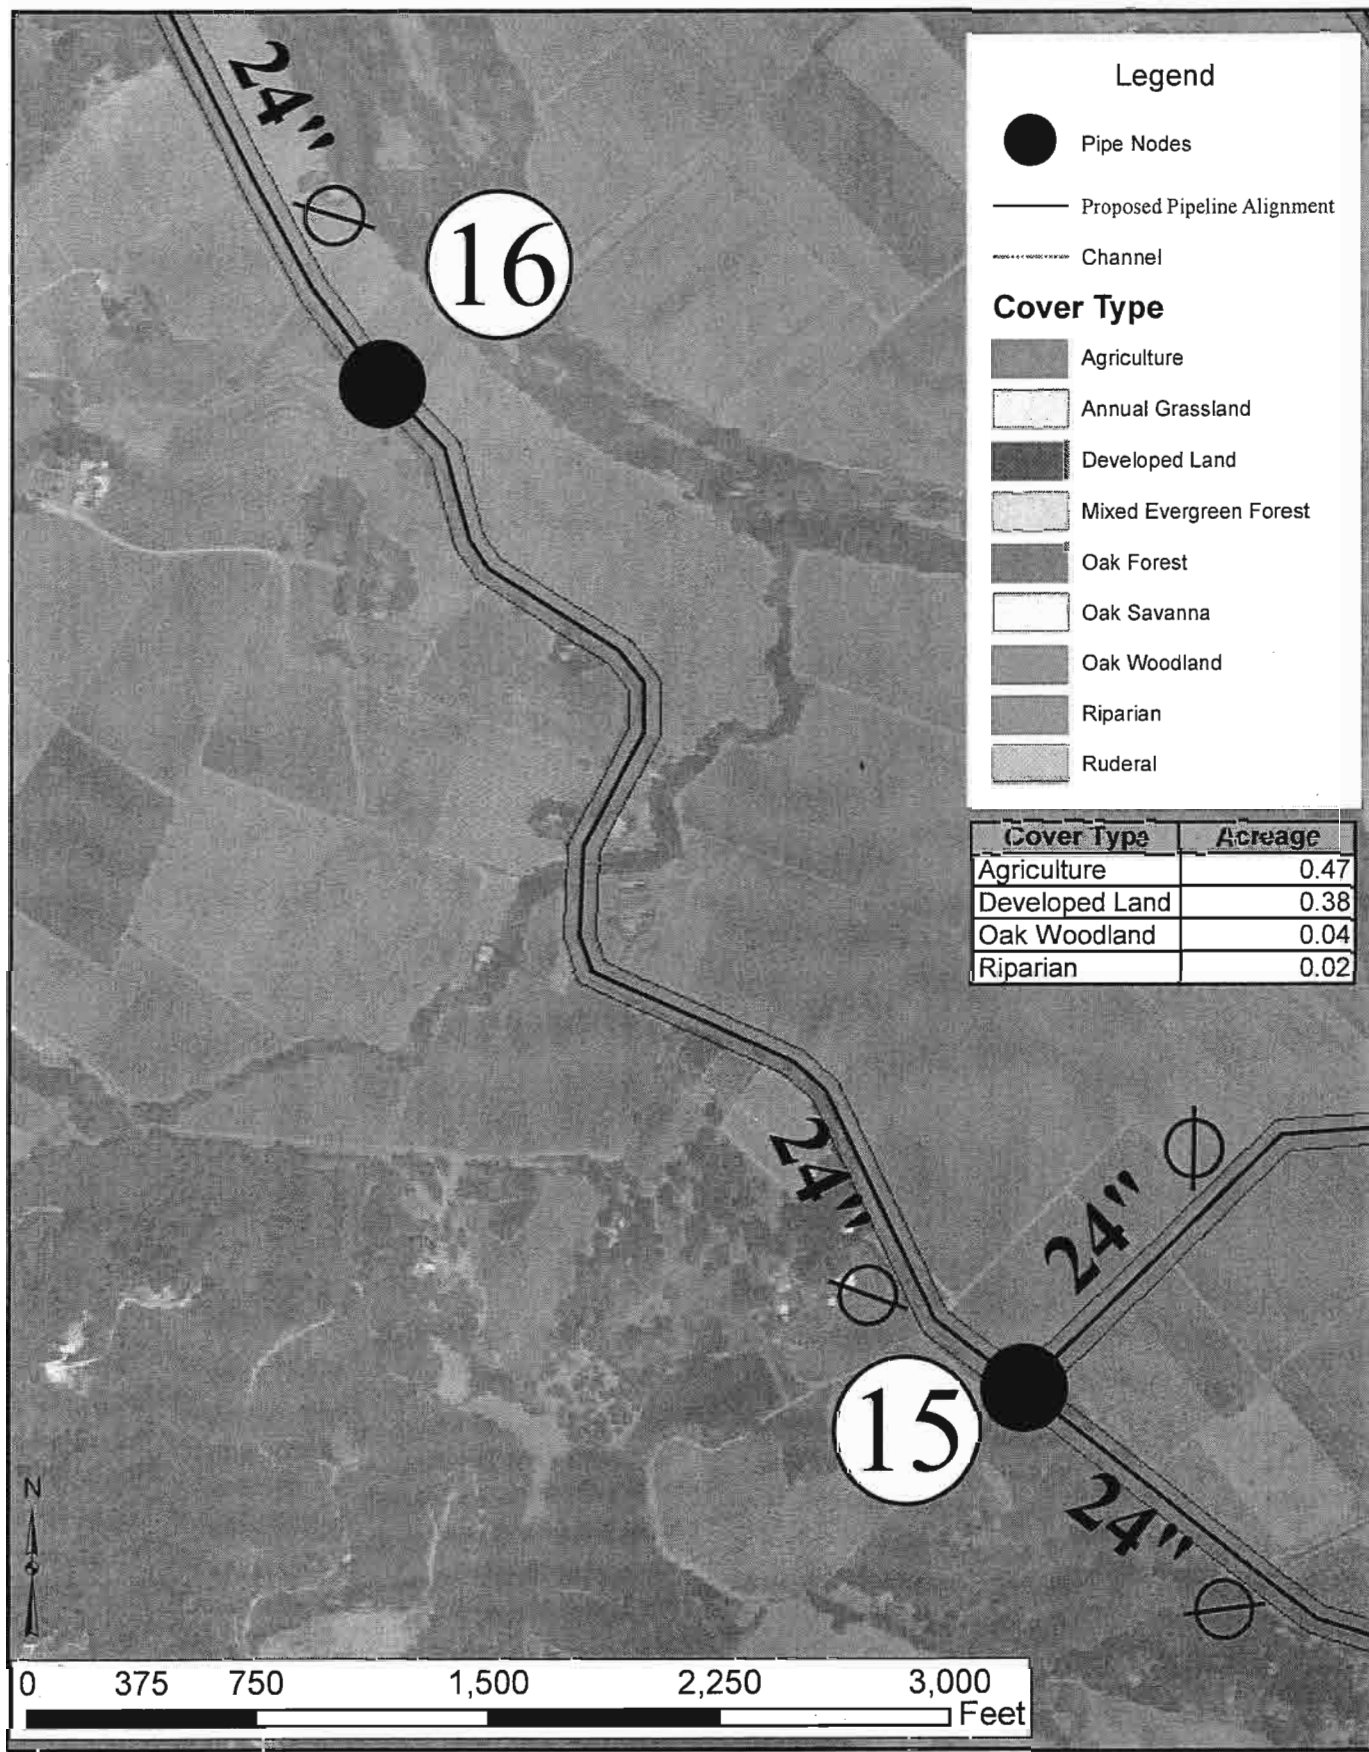 24"
Ø
16
Legend
Pipe Nodes
Proposed Pipeline Alignment
Channel
Cover Type
Agriculture
Annual Grassland
Developed Land
Mixed Evergreen Forest
Oak Forest
Oak Savanna
Oak Woodland
Riparian
Ruderal
Cover Type Acreage
Agriculture 0.47
Developed Land 0.38
Oak Woodland 0.04
Riparian 0.02
24"
Ø
24"
Ø
15
24"
Ø
N
0 375 750 1,500 2,250 3,000
Feet